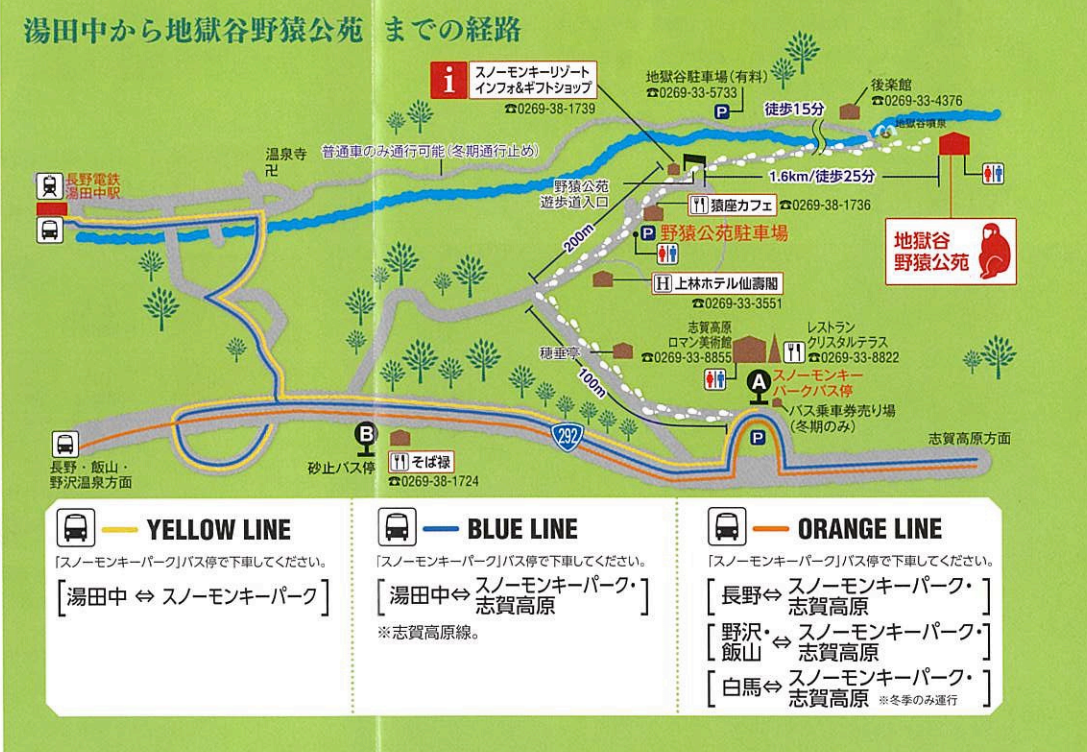 湯田中から地獄谷野猿公苑 までの経路
i
スノーモンキーリゾート
インフォ&ギフトショップ
☎0269-38-1739
地獄谷駐車場(有料)
☎0269-33-5733
P
後楽館
☎0269-33-4376
徒歩15分
地獄谷噴泉
温泉寺
卍
普通車のみ通行可能(冬期通行止め)
長野電鉄
湯田中駅
野猿公苑
遊歩道入口
1.6km/徒歩25分
猿座カフェ
☎0269-38-1736
P 野猿公苑駐車場
200m
地獄谷
野猿公苑
H 上林ホテル仙壽閣
☎0269-33-3551
志賀高原
ロマン美術館
☎0269-33-8855
レストラン
クリスタルテラス
☎0269-33-8822
穂垂亭
100m
A
スノーモンキー
パークバス停
バス乗車券売り場
(冬期のみ)
P
292
志賀高原方面
長野・飯山・
野沢温泉方面
B
砂止バス停
そば禄
☎0269-38-1724
YELLOW LINE
「スノーモンキーパーク」バス停で下車してください。
[湯田中 ⇔ スノーモンキーパーク]
BLUE LINE
「スノーモンキーパーク」バス停で下車してください。
[湯田中⇔スノーモンキーパーク・
志賀高原]
※志賀高原線。
ORANGE LINE
「スノーモンキーパーク」バス停で下車してください。
[長野⇔スノーモンキーパーク・
志賀高原]
[野沢・
飯山 ⇔ スノーモンキーパーク・
志賀高原]
[白馬⇔スノーモンキーパーク・
志賀高原 ※冬季のみ運行]